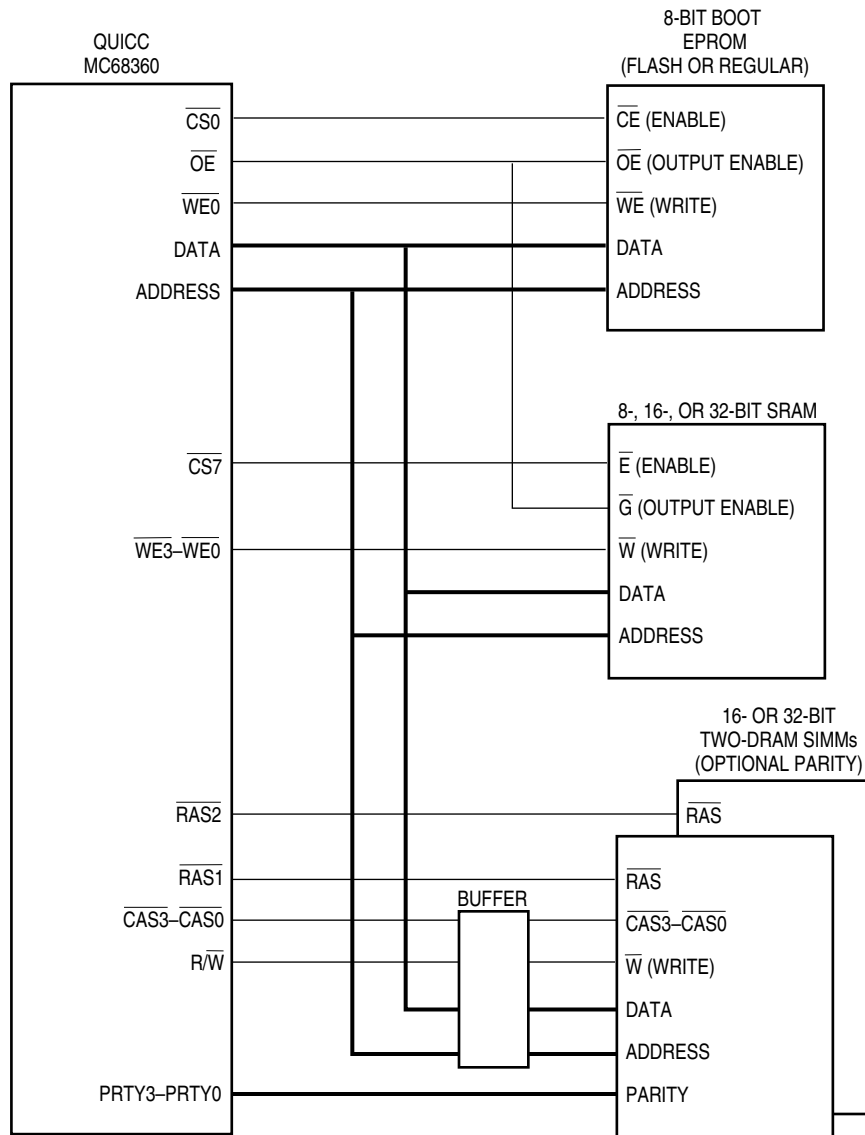 QUICC
MC68360
8-BIT BOOT
EPROM
(FLASH OR REGULAR)
CS0
CE (ENABLE)
OE
OE (OUTPUT ENABLE)
WE0
WE (WRITE)
DATA
DATA
ADDRESS
ADDRESS
8-, 16-, OR 32-BIT SRAM
CS7
E (ENABLE)
G (OUTPUT ENABLE)
WE3–WE0
W (WRITE)
DATA
ADDRESS
16- OR 32-BIT
TWO-DRAM SIMMs
(OPTIONAL PARITY)
RAS2
RAS
RAS1
RAS
BUFFER
CAS3–CAS0
CAS3–CAS0
R/W
W (WRITE)
DATA
ADDRESS
PRTY3–PRTY0
PARITY